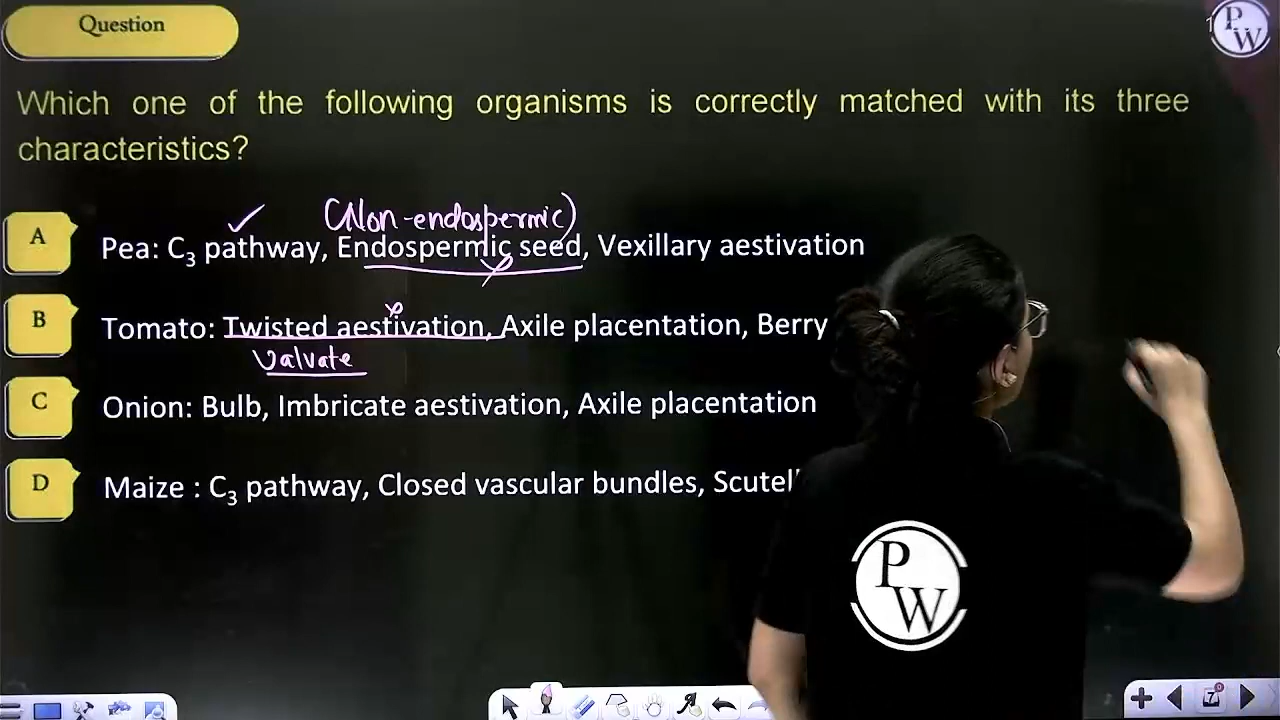 Question
1
PW
Which one of the following organisms is correctly matched with its three
characteristics?
(Non-endospermic)
A
Pea: C₃ pathway, Endospermic seed, Vexillary aestivation
B
Tomato: Twisted aestivation, Axile placentation, Berry
Valvate
C
Onion: Bulb, Imbricate aestivation, Axile placentation
D
Maize : C₃ pathway, Closed vascular bundles,
PW